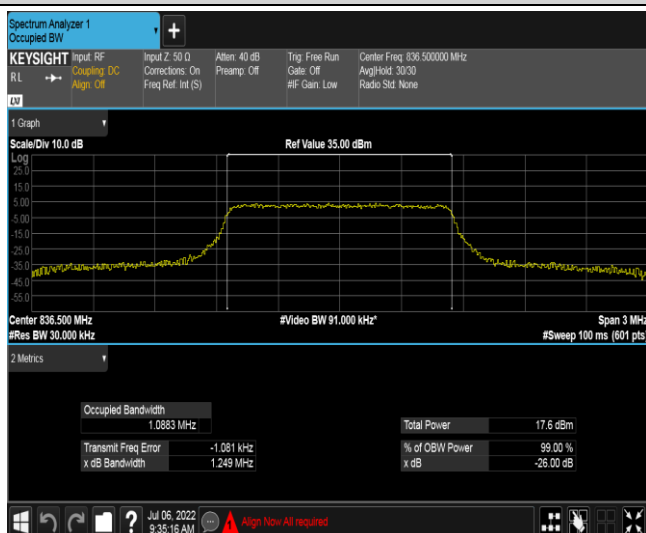 Spectrum Analyzer 1
Occupied BW
+
KEYSIGHT
RL
LXI
Input: RF
Coupling: DC
Align: Off
Input Z: 50 Ω
Corrections: On
Freq Ref: Int (S)
Atten: 40 dB
Preamp: Off
Trig: Free Run
Gate: Off
#IF Gain: Low
Center Freq: 836.500000 MHz
Avg|Hold: 30/30
Radio Std: None
1 Graph
Scale/Div 10.0 dB
Ref Value 35.00 dBm
Log
25.0
15.0
5.00
-5.00
-15.0
-25.0
-35.0
-45.0
-55.0
Center 836.500 MHz
#Video BW 91.000 kHz*
Span 3 MHz
#Res BW 30.000 kHz
#Sweep 100 ms (601 pts)
2 Metrics
Occupied Bandwidth
1.0883 MHz
Total Power 17.6 dBm
Transmit Freq Error -1.081 kHz
% of OBW Power 99.00 %
x dB Bandwidth 1.249 MHz
x dB -26.00 dB
?
Jul 06, 2022
9:35:16 AM
Align Now All required